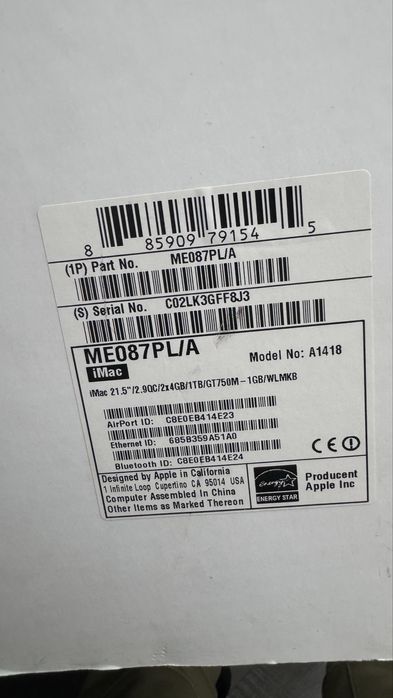 8 85909 79154 5
(1P) Part No. ME087PL/A
(S) Serial No. C02LK3GFF8J3
ME087PL/A
iMac
Model No: A1418
iMac 21.5"/2.9QC/2x4GB/1TB/GT750M-1GB/WLMKB
AirPort ID: C8E0EB414E23
Ethernet ID: 685B359A51A0
Bluetooth ID: C8E0EB414E24
CE
Designed by Apple in California
1 Infinite Loop Cupertino CA 95014 USA
Computer Assembled In China
Other Items as Marked Thereon
energy
ENERGY STAR
Producent
Apple Inc